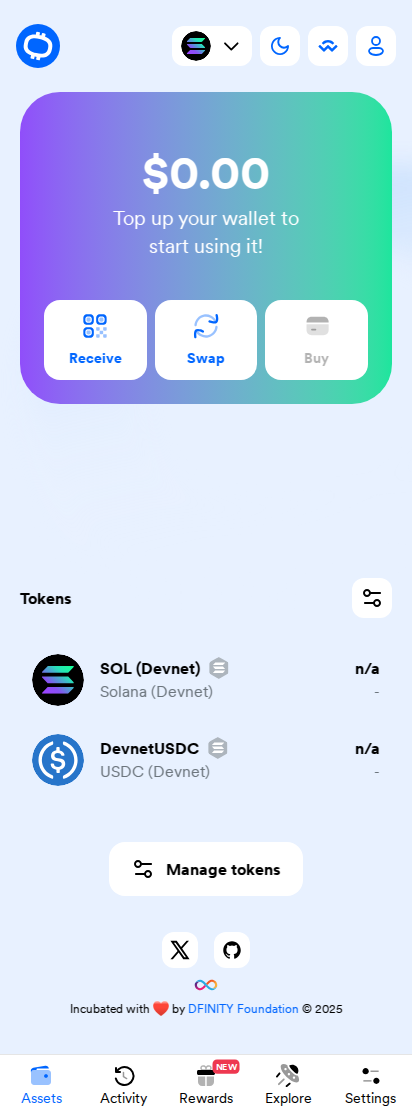 $0.00
Top up your wallet to
start using it!
Receive
Swap
Buy
Tokens
SOL (Devnet)
n/a
Solana (Devnet)
-
DevnetUSDC
n/a
USDC (Devnet)
-
Manage tokens
Incubated with ❤️ by DFINITY Foundation © 2025
NEW
Assets
Activity
Rewards
Explore
Settings